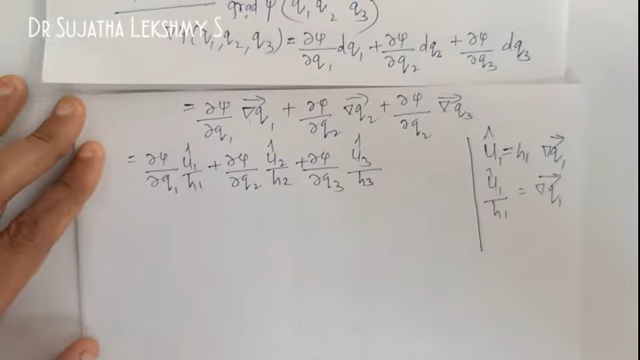 DR SUJATHA LEKSHMY S
grad ψ (q₁ q₂ q₃)
(q₁, q₂, q₃) = ∂ψ/∂q₁ dq₁ + ∂ψ/∂q₂ dq₂ + ∂ψ/∂q₃ dq₃
= ∂ψ/∂q₁ ∇⃗q₁ + ∂ψ/∂q₂ ∇⃗q₂ + ∂ψ/∂q₂ ∇⃗q₃
= ∂ψ/∂q₁ û₁/h₁ + ∂ψ/∂q₂ û₂/h₂ + ∂ψ/∂q₃ û₃/h₃
û₁ = h₁ ∇⃗q₁
û₁/h₁ = ∇⃗q₁